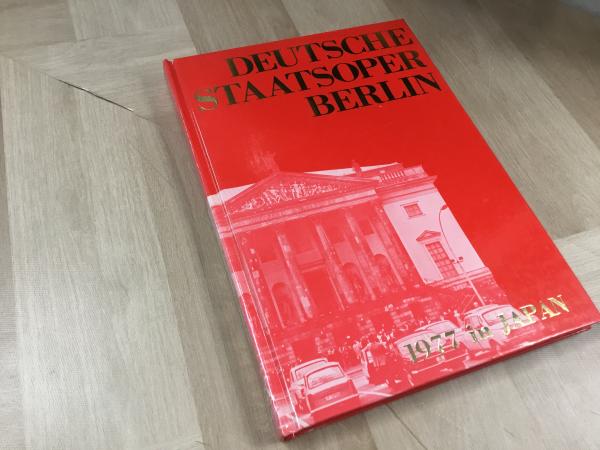 DEUTSCHE
STAATSOPER
BERLIN
1977 in JAPAN